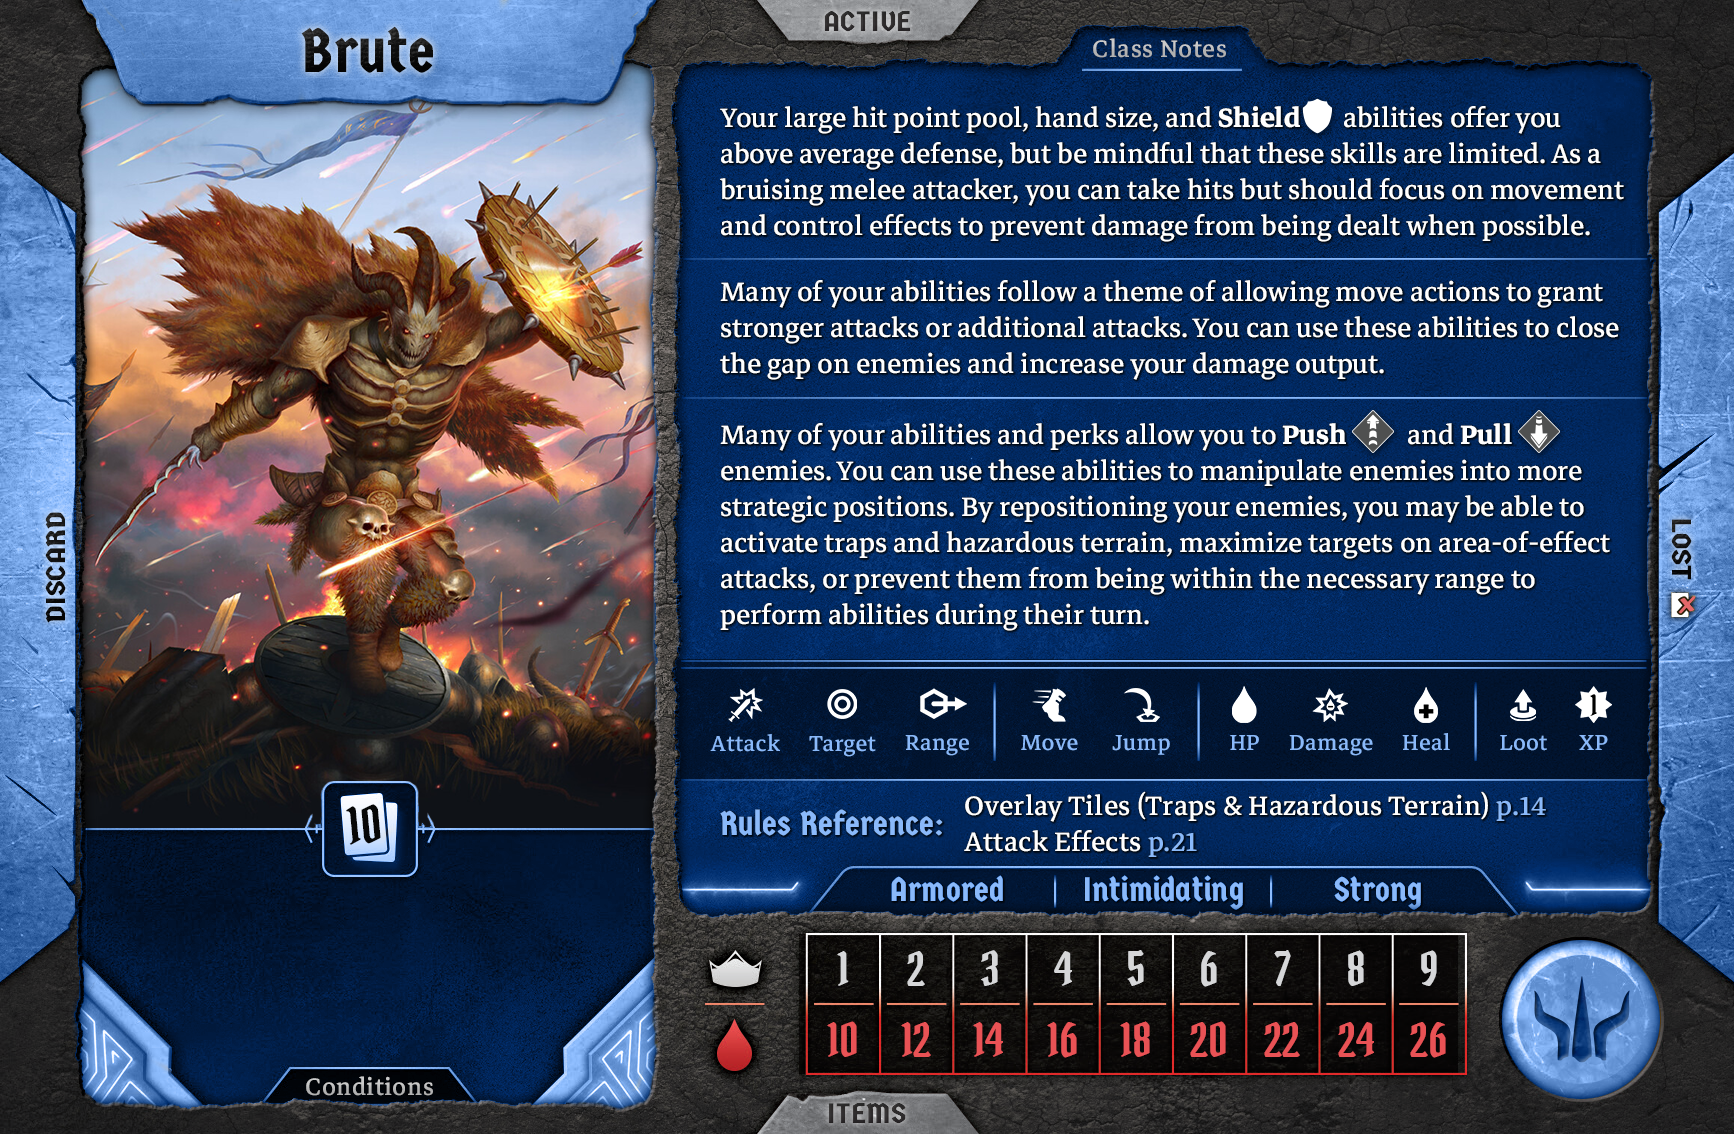 Brute
ACTIVE
Class Notes
Your large hit point pool, hand size, and Shield abilities offer you
above average defense, but be mindful that these skills are limited. As a
bruising melee attacker, you can take hits but should focus on movement
and control effects to prevent damage from being dealt when possible.
Many of your abilities follow a theme of allowing move actions to grant
stronger attacks or additional attacks. You can use these abilities to close
the gap on enemies and increase your damage output.
Many of your abilities and perks allow you to Push and Pull
enemies. You can use these abilities to manipulate enemies into more
strategic positions. By repositioning your enemies, you may be able to
activate traps and hazardous terrain, maximize targets on area-of-effect
attacks, or prevent them from being within the necessary range to
perform abilities during their turn.
1
Attack Target Range Move Jump HP Damage Heal Loot XP
Rules Reference:
Overlay Tiles (Traps & Hazardous Terrain) p.14
Attack Effects p.21
Armored Intimidating Strong
DISCARD
LOST
10
Conditions
1 2 3 4 5 6 7 8 9
10 12 14 16 18 20 22 24 26
ITEMS